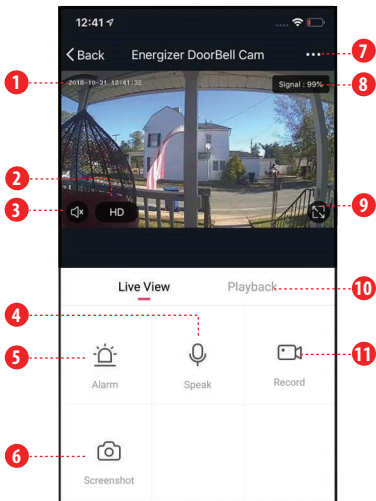 12:41
Back Energizer DoorBell Cam
7
1
2018-10-31 12:41:32
Signal : 99%
8
2
3
HD
9
Live View
Playback
10
4
5
Alarm
Speak
Record
11
6
Screenshot